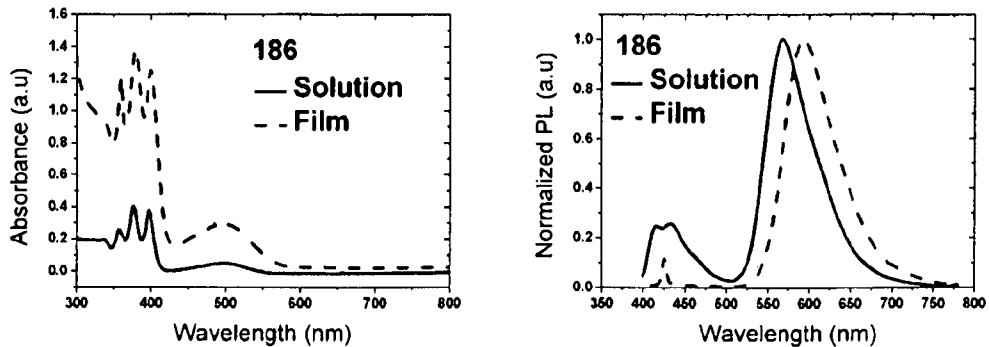 186
Solution
Film
Absorbance (a.u)
1.6
1.4
1.2
1.0
0.8
0.6
0.4
0.2
0.0
300 400 500 600 700 800
Wavelength (nm)
186
Solution
Film
Normalized PL (a.u)
1.0
0.8
0.6
0.4
0.2
0.0
350 400 450 500 550 600 650 700 750 800
Wavelength (nm)